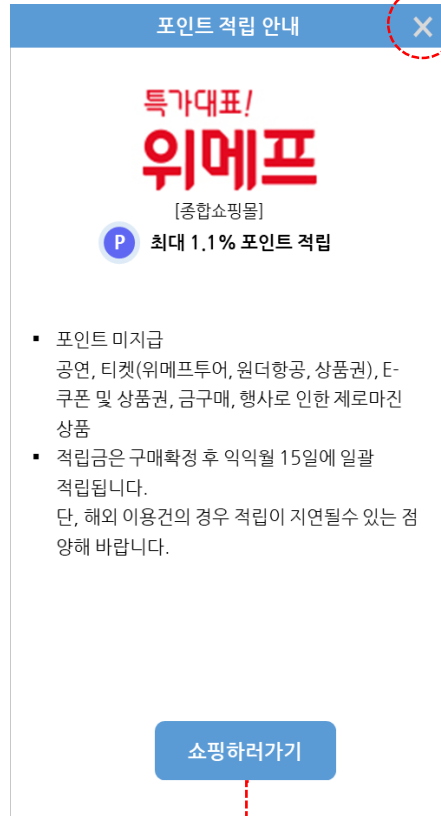 포인트 적립 안내
특가대표!
위메프
[종합쇼핑몰]
P 최대 1.1% 포인트 적립
▪ 포인트 미지급
공연, 티켓(위메프투어, 원더항공, 상품권), E-
쿠폰 및 상품권, 금구매, 행사로 인한 제로마진
상품
▪ 적립금은 구매확정 후 익익월 15일에 일괄
적립됩니다.
단, 해외 이용건의 경우 적립이 지연될수 있는 점
양해 바랍니다.
쇼핑하러가기